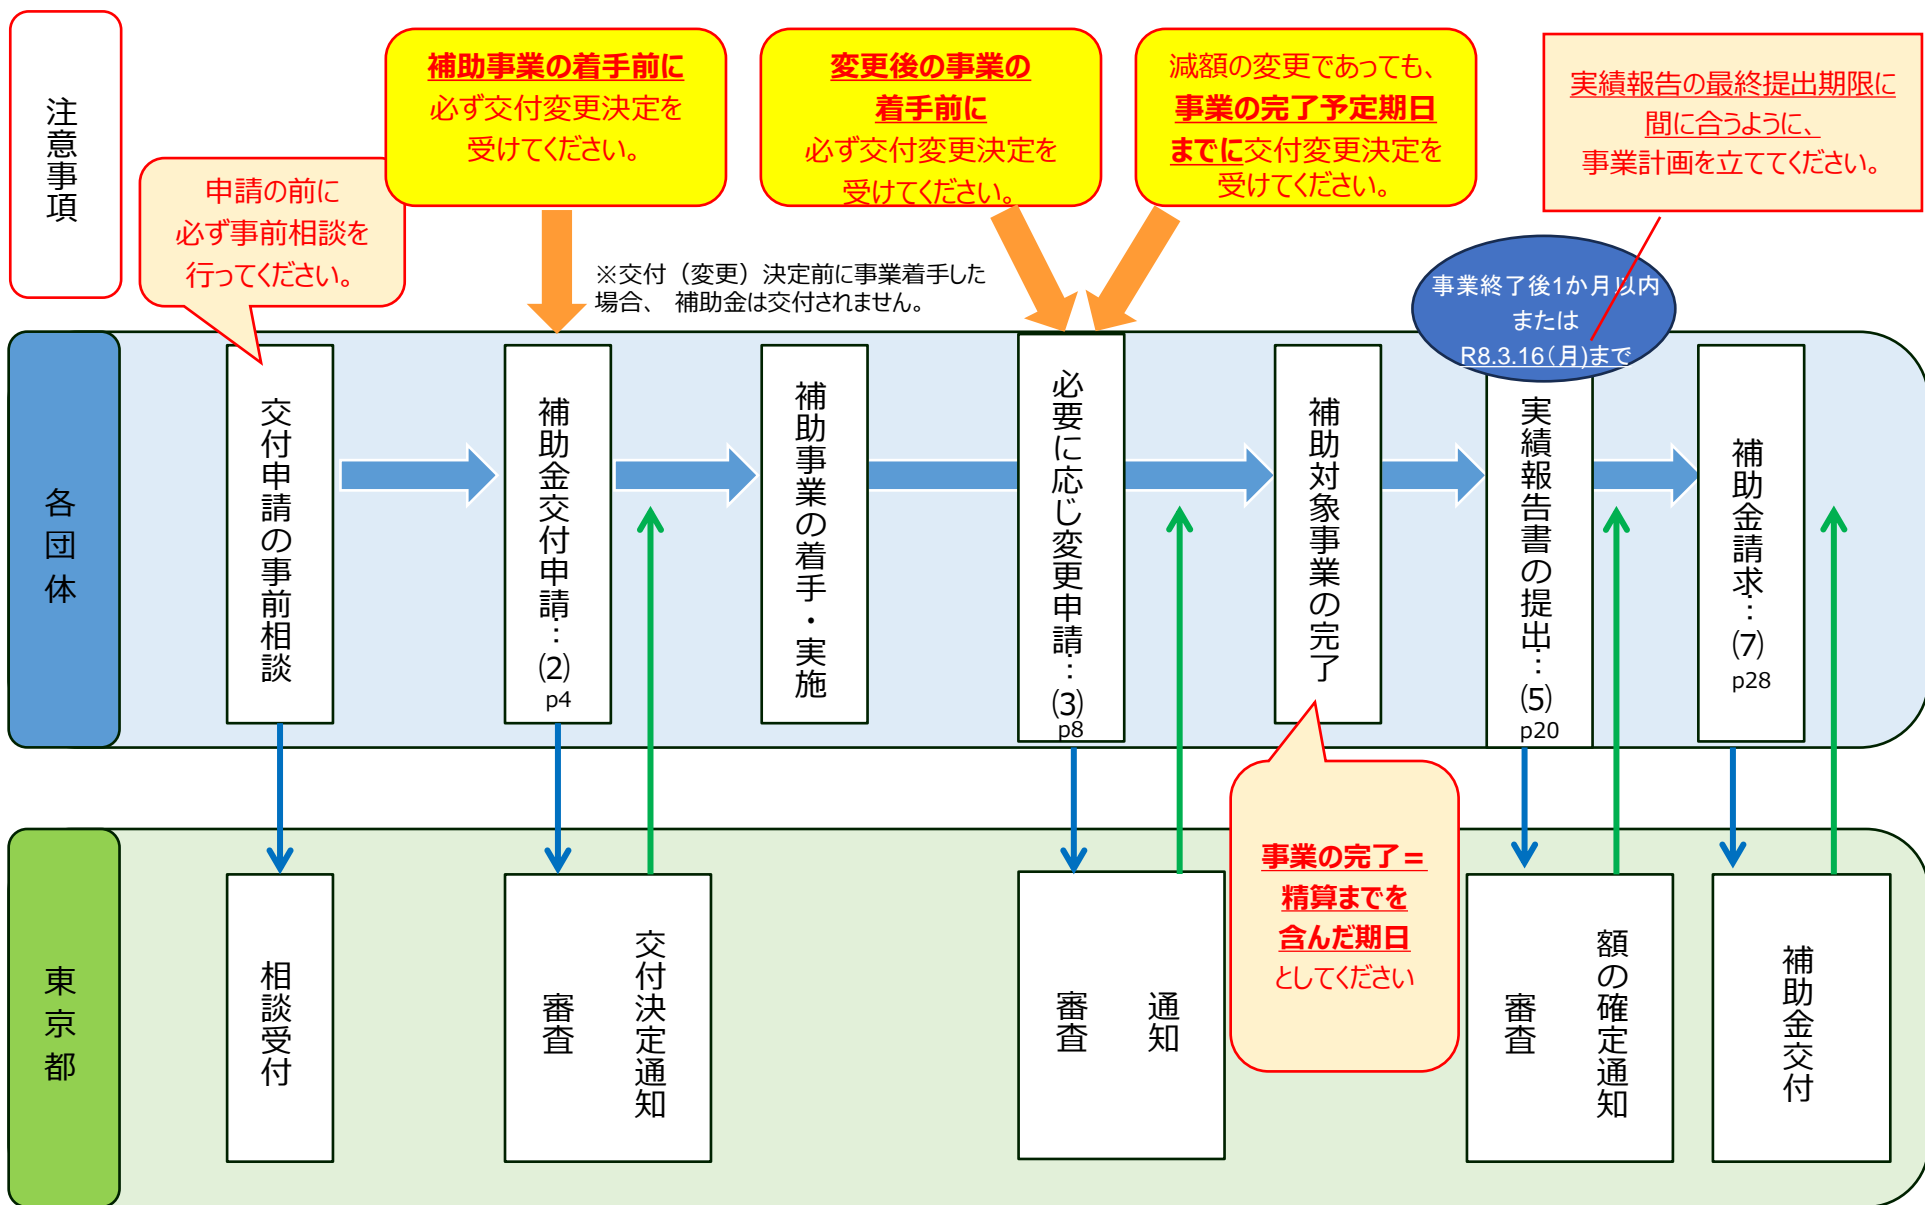 注意事項
申請の前に
必ず事前相談を
行ってください。
補助事業の着手前に
必ず交付変更決定を
受けてください。
変更後の事業の
着手前に
必ず交付変更決定を
受けてください。
減額の変更であっても、
事業の完了予定期日
までに交付変更決定を
受けてください。
実績報告の最終提出期限に
間に合うように、
事業計画を立ててください。
※交付（変更）決定前に事業着手した
場合、 補助金は交付されません。
事業終了後1か月以内
または
R8.3.16（月)まで
各団体
交付申請の事前相談
補助金交付申請…(2)
p4
補助事業の着手・実施
必要に応じ変更申請…(3)
p8
補助対象事業の完了
実績報告書の提出…(5)
p20
補助金請求…(7)
p28
事業の完了＝
精算までを
含んだ期日
としてください
東京都
相談受付
審査
交付決定通知
審査
通知
審査
額の確定通知
補助金交付